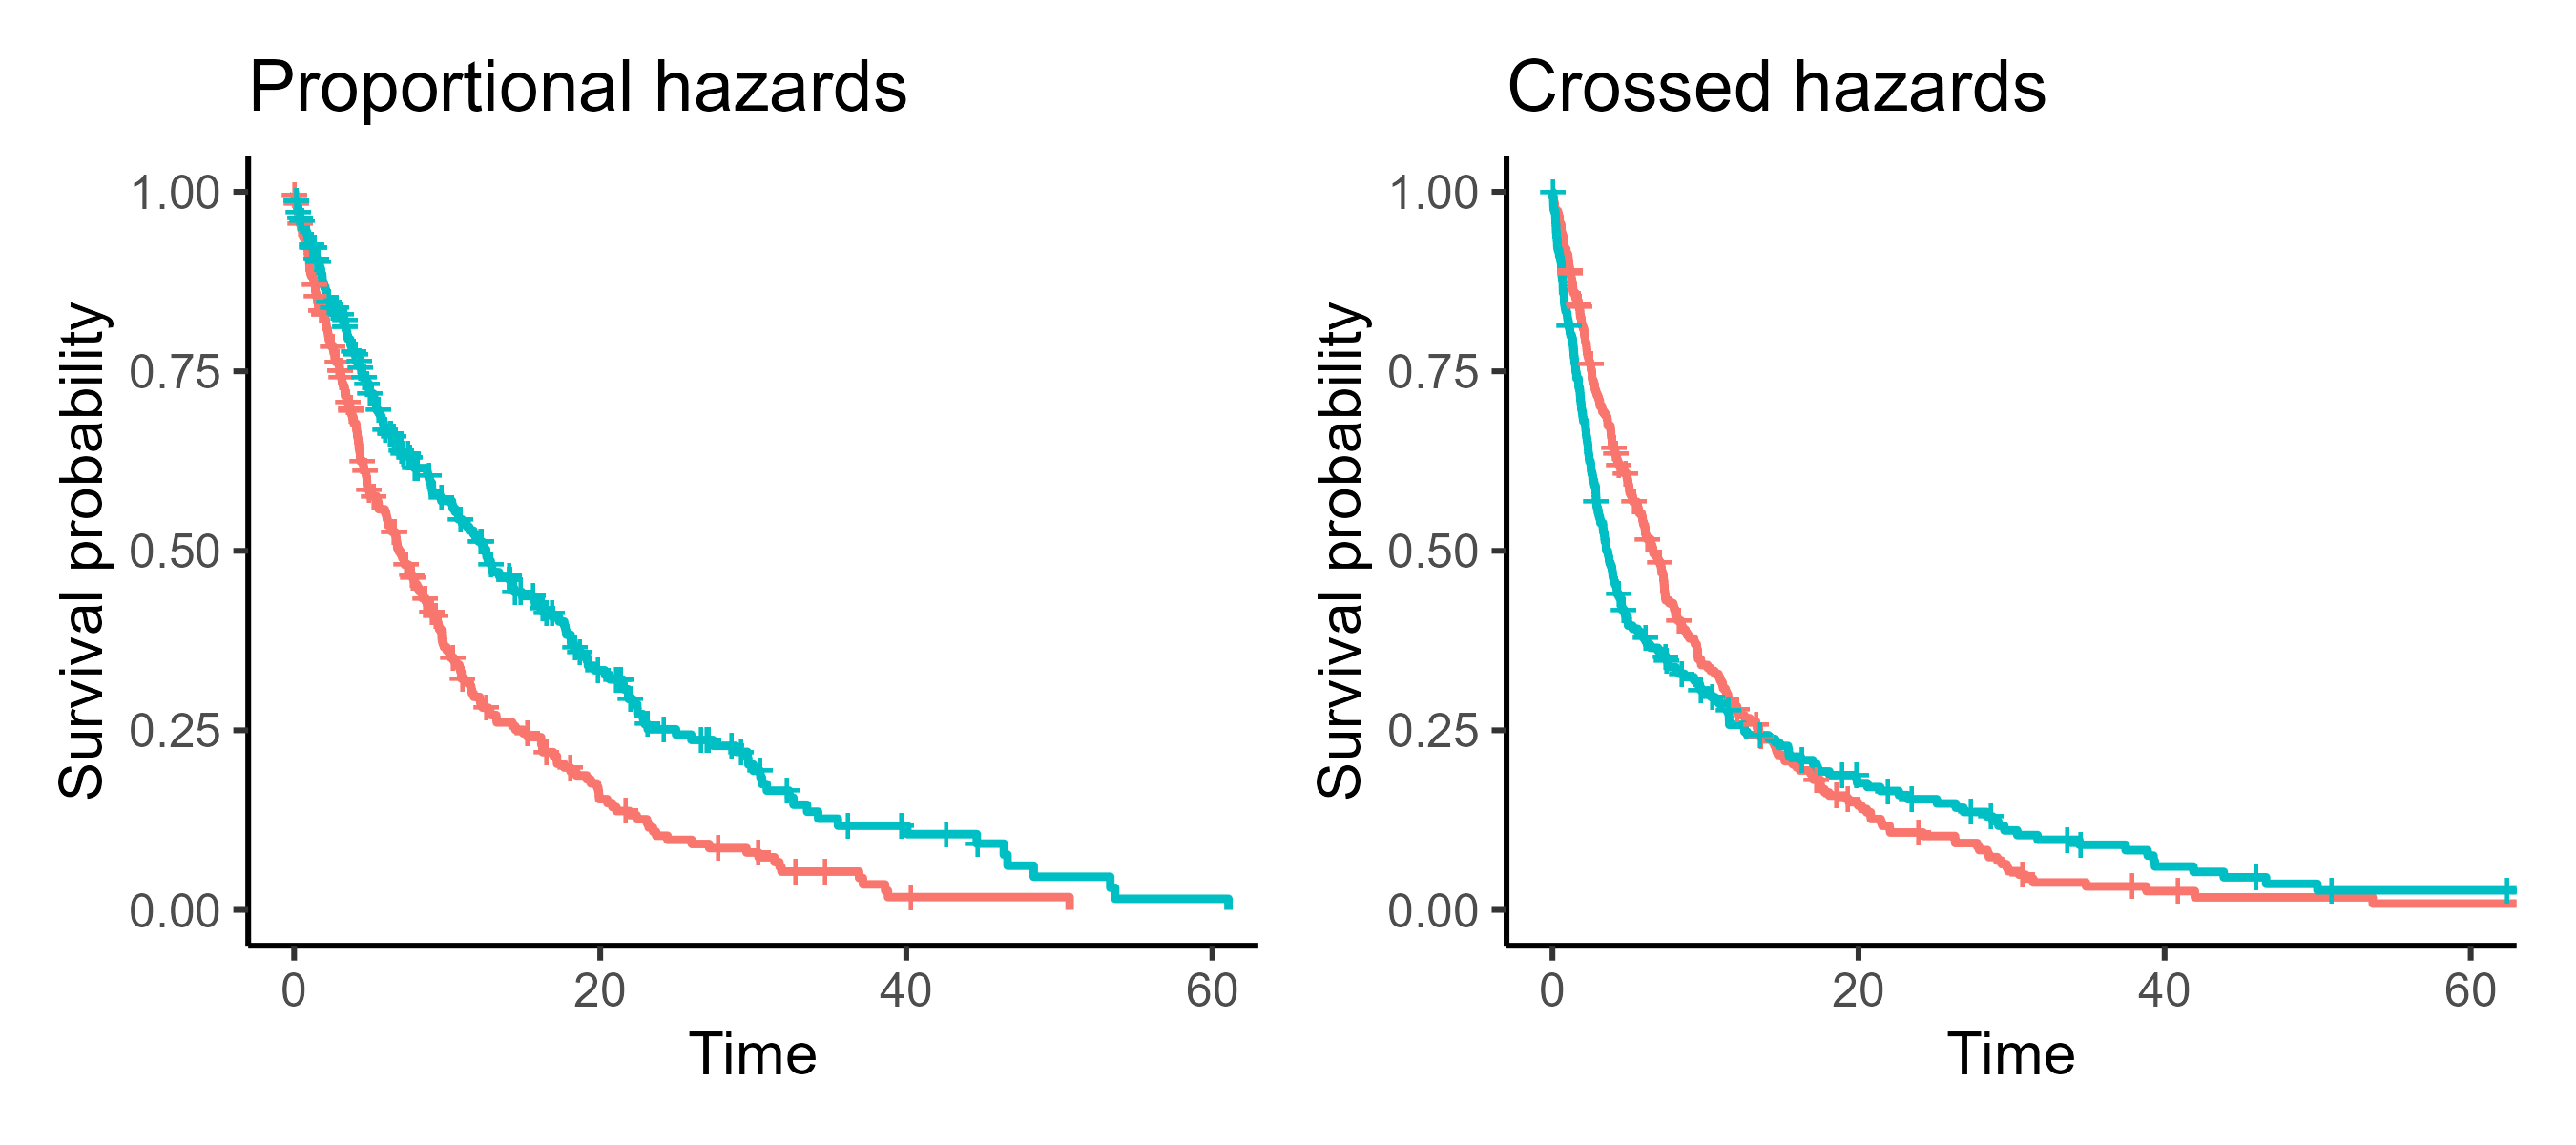 Proportional hazards
Survival probability
1.00
0.75
0.50
0.25
0.00
0 20 40 60
Time
Crossed hazards
Survival probability
1.00
0.75
0.50
0.25
0.00
0 20 40 60
Time